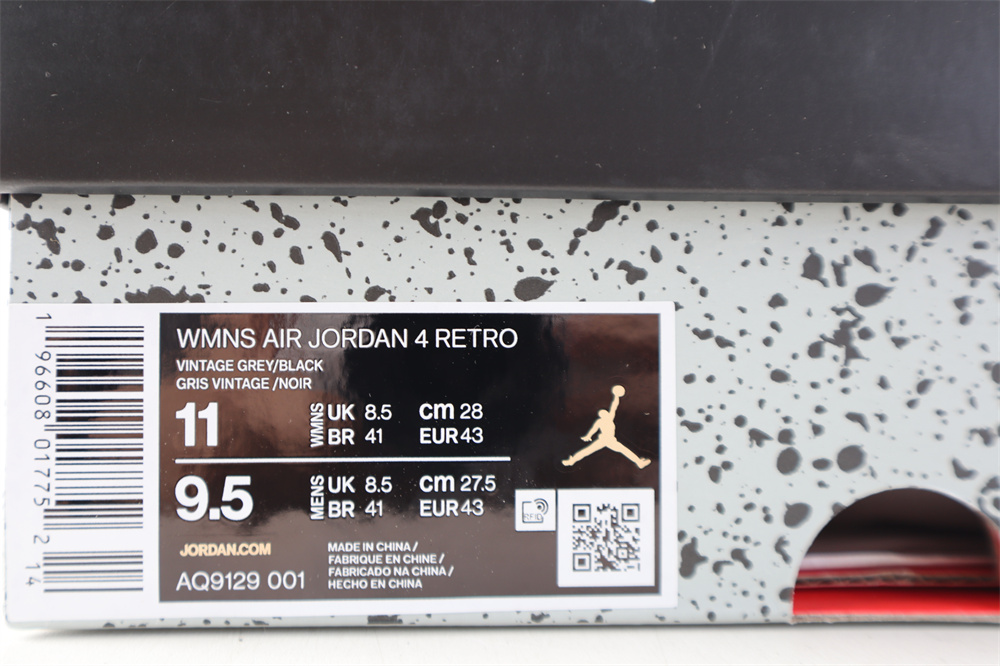 WMNS AIR JORDAN 4 RETRO
VINTAGE GREY/BLACK
GRIS VINTAGE /NOIR
11 WMNS UK 8.5 cm 28
BR 41 EUR 43
9.5 MENS UK 8.5 cm 27.5
BR 41 EUR 43
RFID
JORDAN.COM
AQ9129 001
MADE IN CHINA /
FABRIQUE EN CHINE /
FABRICADO NA CHINA /
HECHO EN CHINA
1 96608 01775 2 14